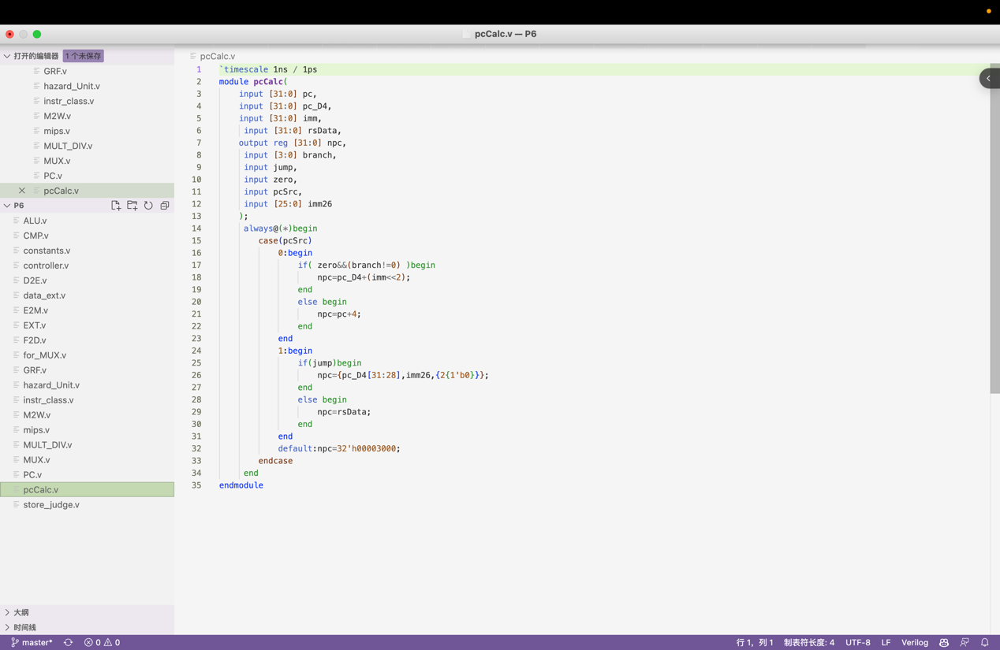 pcCalc.v — P6
打开的编辑器 1 个未保存
GRF.v
hazard_Unit.v
instr_class.v
M2W.v
mips.v
MULT_DIV.v
MUX.v
PC.v
pcCalc.v
P6
ALU.v
CMP.v
constants.v
controller.v
D2E.v
data_ext.v
E2M.v
EXT.v
F2D.v
for_MUX.v
GRF.v
hazard_Unit.v
instr_class.v
M2W.v
mips.v
MULT_DIV.v
MUX.v
PC.v
pcCalc.v
store_judge.v
大纲
时间线
pcCalc.v
1 `timescale 1ns / 1ps
2 module pcCalc(
3 input [31:0] pc,
4 input [31:0] pc_D4,
5 input [31:0] imm,
6 input [31:0] rsData,
7 output reg [31:0] npc,
8 input [3:0] branch,
9 input jump,
10 input zero,
11 input pcSrc,
12 input [25:0] imm26
13 );
14 always@(*)begin
15 case(pcSrc)
16 0:begin
17 if( zero&&(branch!=0) )begin
18 npc=pc_D4+(imm<<2);
19 end
20 else begin
21 npc=pc+4;
22 end
23 end
24 1:begin
25 if(jump)begin
26 npc={pc_D4[31:28],imm26,{2{1'b0}}};
27 end
28 else begin
29 npc=rsData;
30 end
31 end
32 default:npc=32'h00003000;
33 endcase
34 end
35 endmodule
master* 0 0 行 1，列 1 制表符长度: 4 UTF-8 LF Verilog